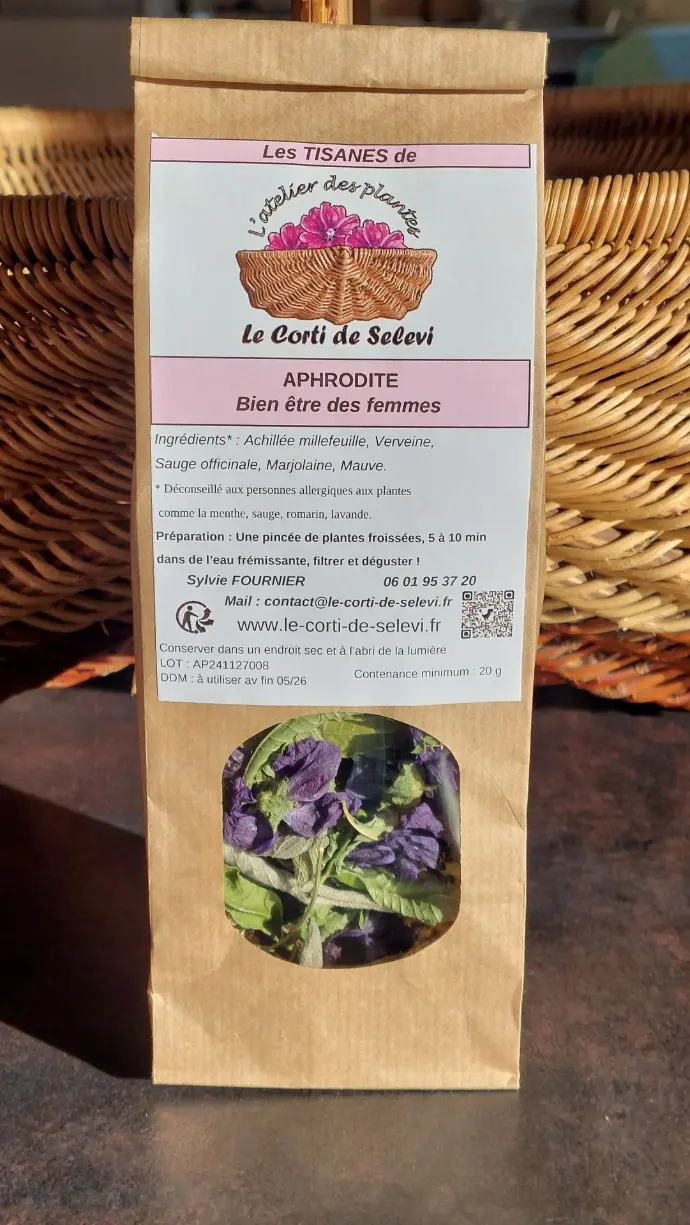 Les TISANES de
L'atelier des plantes
Le Corti de Selevi
APHRODITE
Bien être des femmes
Ingrédients* : Achillée millefeuille, Verveine,
Sauge officinale, Marjolaine, Mauve.
* Déconseillé aux personnes allergiques aux plantes
comme la menthe, sauge, romarin, lavande.
Préparation : Une pincée de plantes froissées, 5 à 10 min
dans de l'eau frémissante, filtrer et déguster !
Sylvie FOURNIER 06 01 95 37 20
Mail : contact@le-corti-de-selevi.fr
www.le-corti-de-selevi.fr
Conserver dans un endroit sec et à l'abri de la lumière
LOT : AP241127008
DDM : à utiliser av fin 05/26
Contenance minimum : 20 g